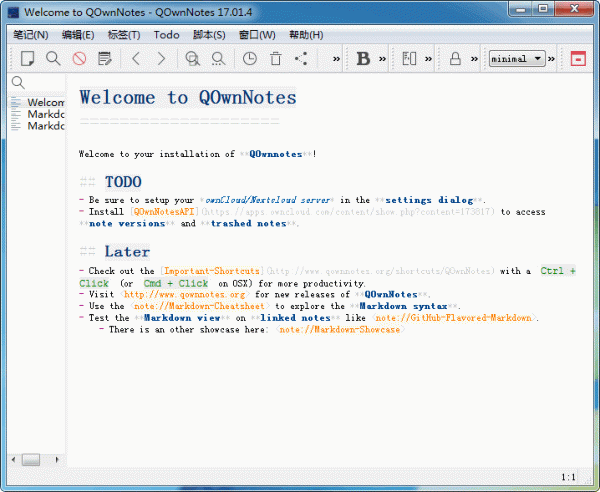 Welcome to QOwnNotes - QOwnNotes 17.01.4
笔记(N) 编辑(E) 标签(T) Todo 脚本(S) 窗口(W) 帮助(H)
» B » » minimal »
Welcom
Markdo
Markdo
Welcome to QOwnNotes
====================
Welcome to your installation of **QOwnnotes**!
## TODO
- Be sure to setup your *ownCloud/Nextcloud server* in the **settings dialog**.
- Install [QOwnNotesAPI](https://apps.owncloud.com/content/show.php?content=173817) to access
**note versions** and **trashed notes**.
## Later
- Check out the [Important-Shortcuts](http://www.qownnotes.org/shortcuts/QOwnNotes) with a `Ctrl +
Click` (or `Cmd + Click` on OSX) for more productivity.
- Visit <http://www.qownnotes.org> for new releases of **QOwnNotes**.
- Use the <note://Markdown-Cheatsheet> to explore the **Markdown syntax**.
- Test the **Markdown view** on **linked notes** like <note://GitHub-Flavored-Markdown>.
- There is an other showcase here: <note://Markdown-Showcase>
1:1